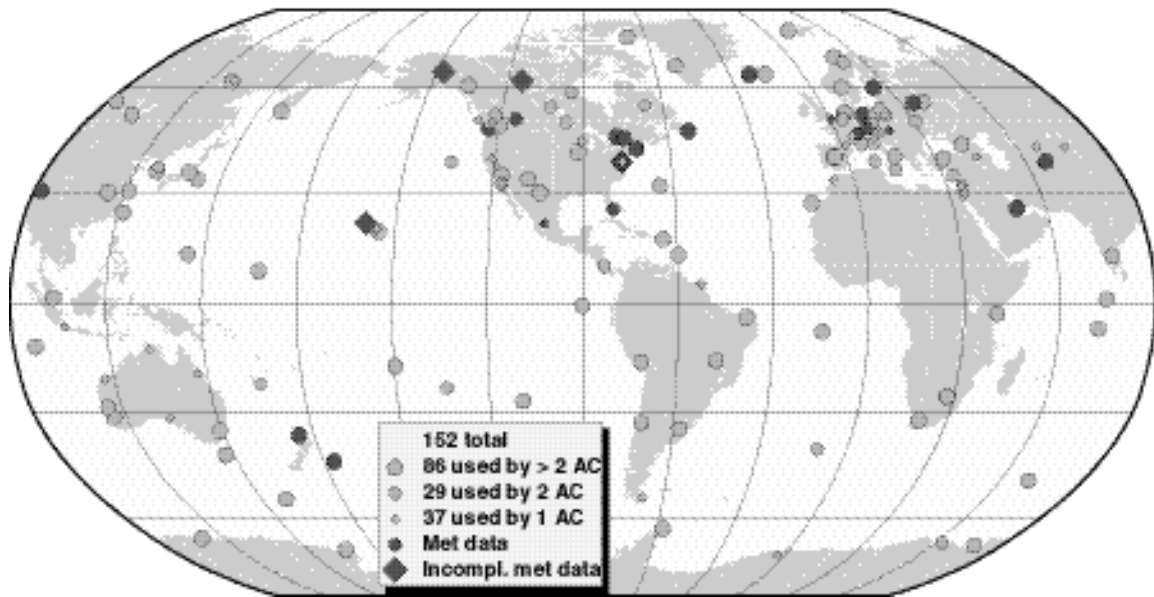 152 total
86 used by > 2 AC
29 used by 2 AC
37 used by 1 AC
Met data
Incompl. met data